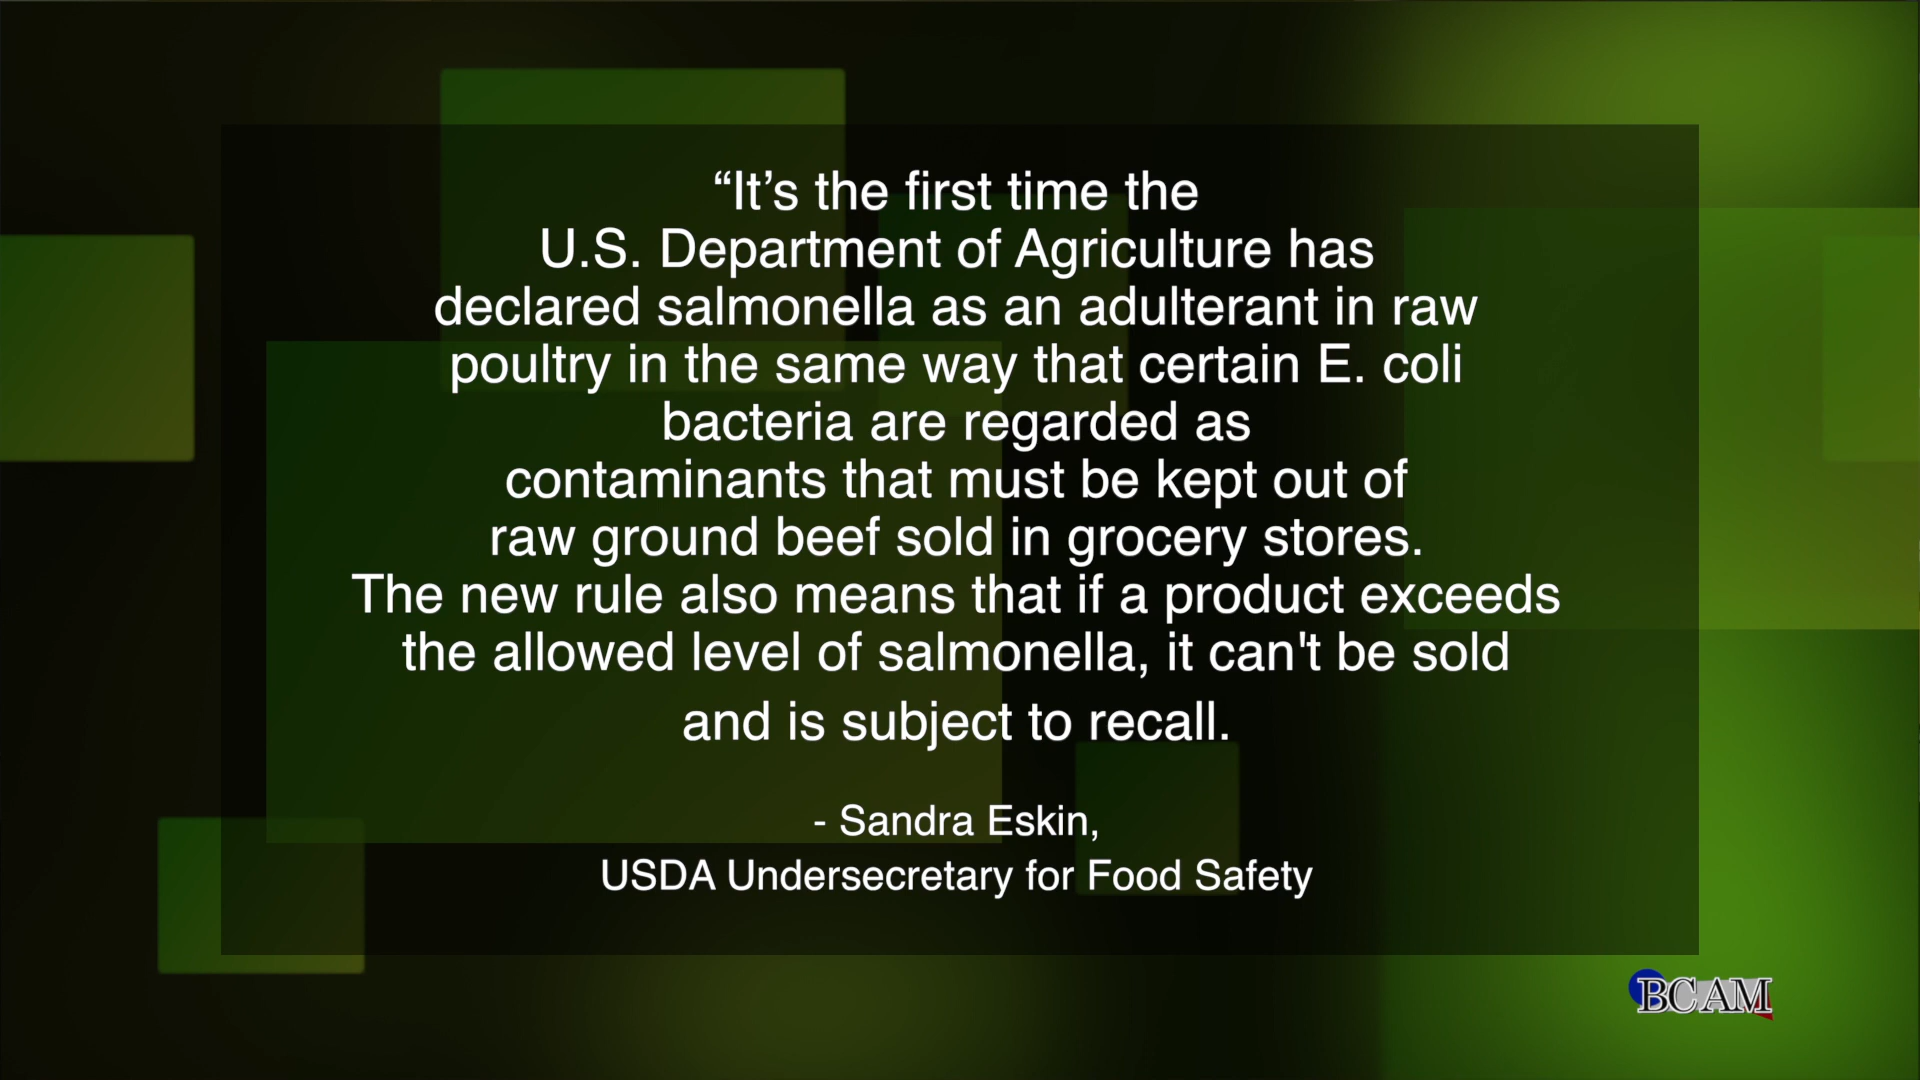 “It’s the first time the
U.S. Department of Agriculture has
declared salmonella as an adulterant in raw
poultry in the same way that certain E. coli
bacteria are regarded as
contaminants that must be kept out of
raw ground beef sold in grocery stores.
The new rule also means that if a product exceeds
the allowed level of salmonella, it can't be sold
and is subject to recall.
- Sandra Eskin,
USDA Undersecretary for Food Safety
BCAM